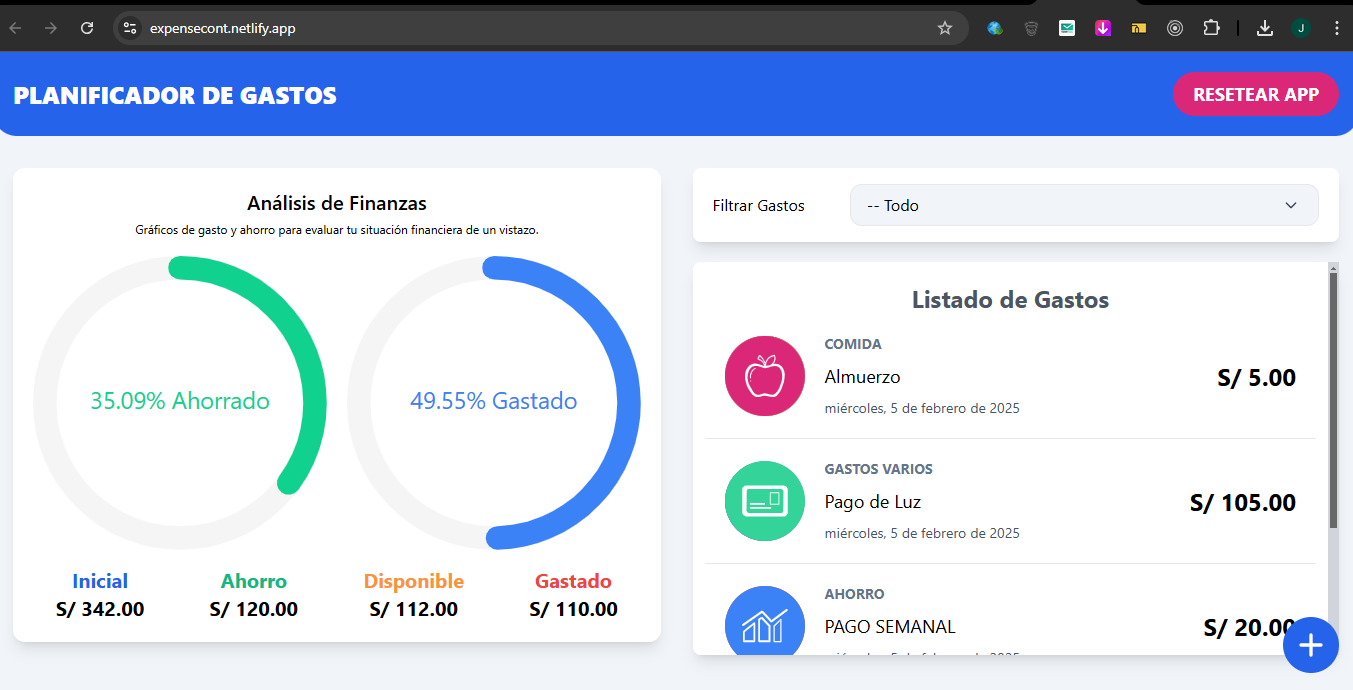 expensecont.netlify.app
J
PLANIFICADOR DE GASTOS
RESETEAR APP
Análisis de Finanzas
Gráficos de gasto y ahorro para evaluar tu situación financiera de un vistazo.
35.09% Ahorrado
49.55% Gastado
Inicial
S/ 342.00
Ahorro
S/ 120.00
Disponible
S/ 112.00
Gastado
S/ 110.00
Filtrar Gastos
-- Todo
Listado de Gastos
COMIDA
Almuerzo
S/ 5.00
miércoles, 5 de febrero de 2025
GASTOS VARIOS
Pago de Luz
S/ 105.00
miércoles, 5 de febrero de 2025
AHORRO
PAGO SEMANAL
S/ 20.00